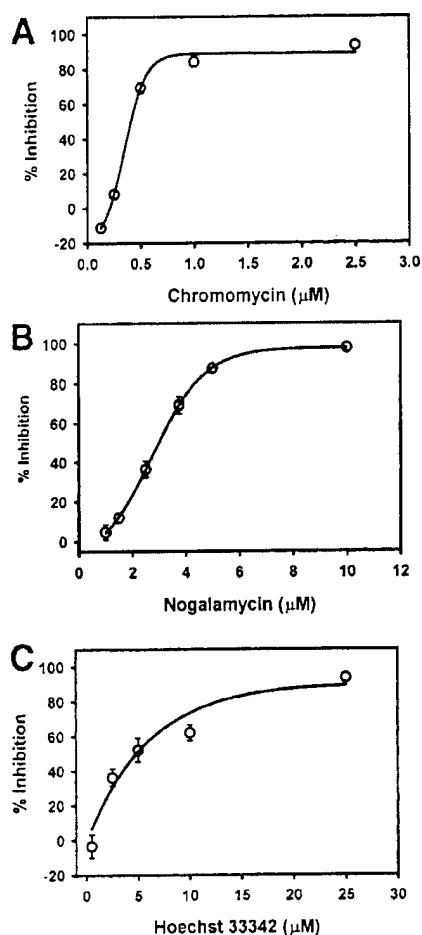 A
100
80
60
40
20
0
-20
% Inhibition
0.0 0.5 1.0 1.5 2.0 2.5 3.0
Chromomycin (μM)
B
100
80
60
40
20
0
% Inhibition
0 2 4 6 8 10 12
Nogalamycin (μM)
C
100
80
60
40
20
0
-20
% Inhibition
0 5 10 15 20 25 30
Hoechst 33342 (μM)